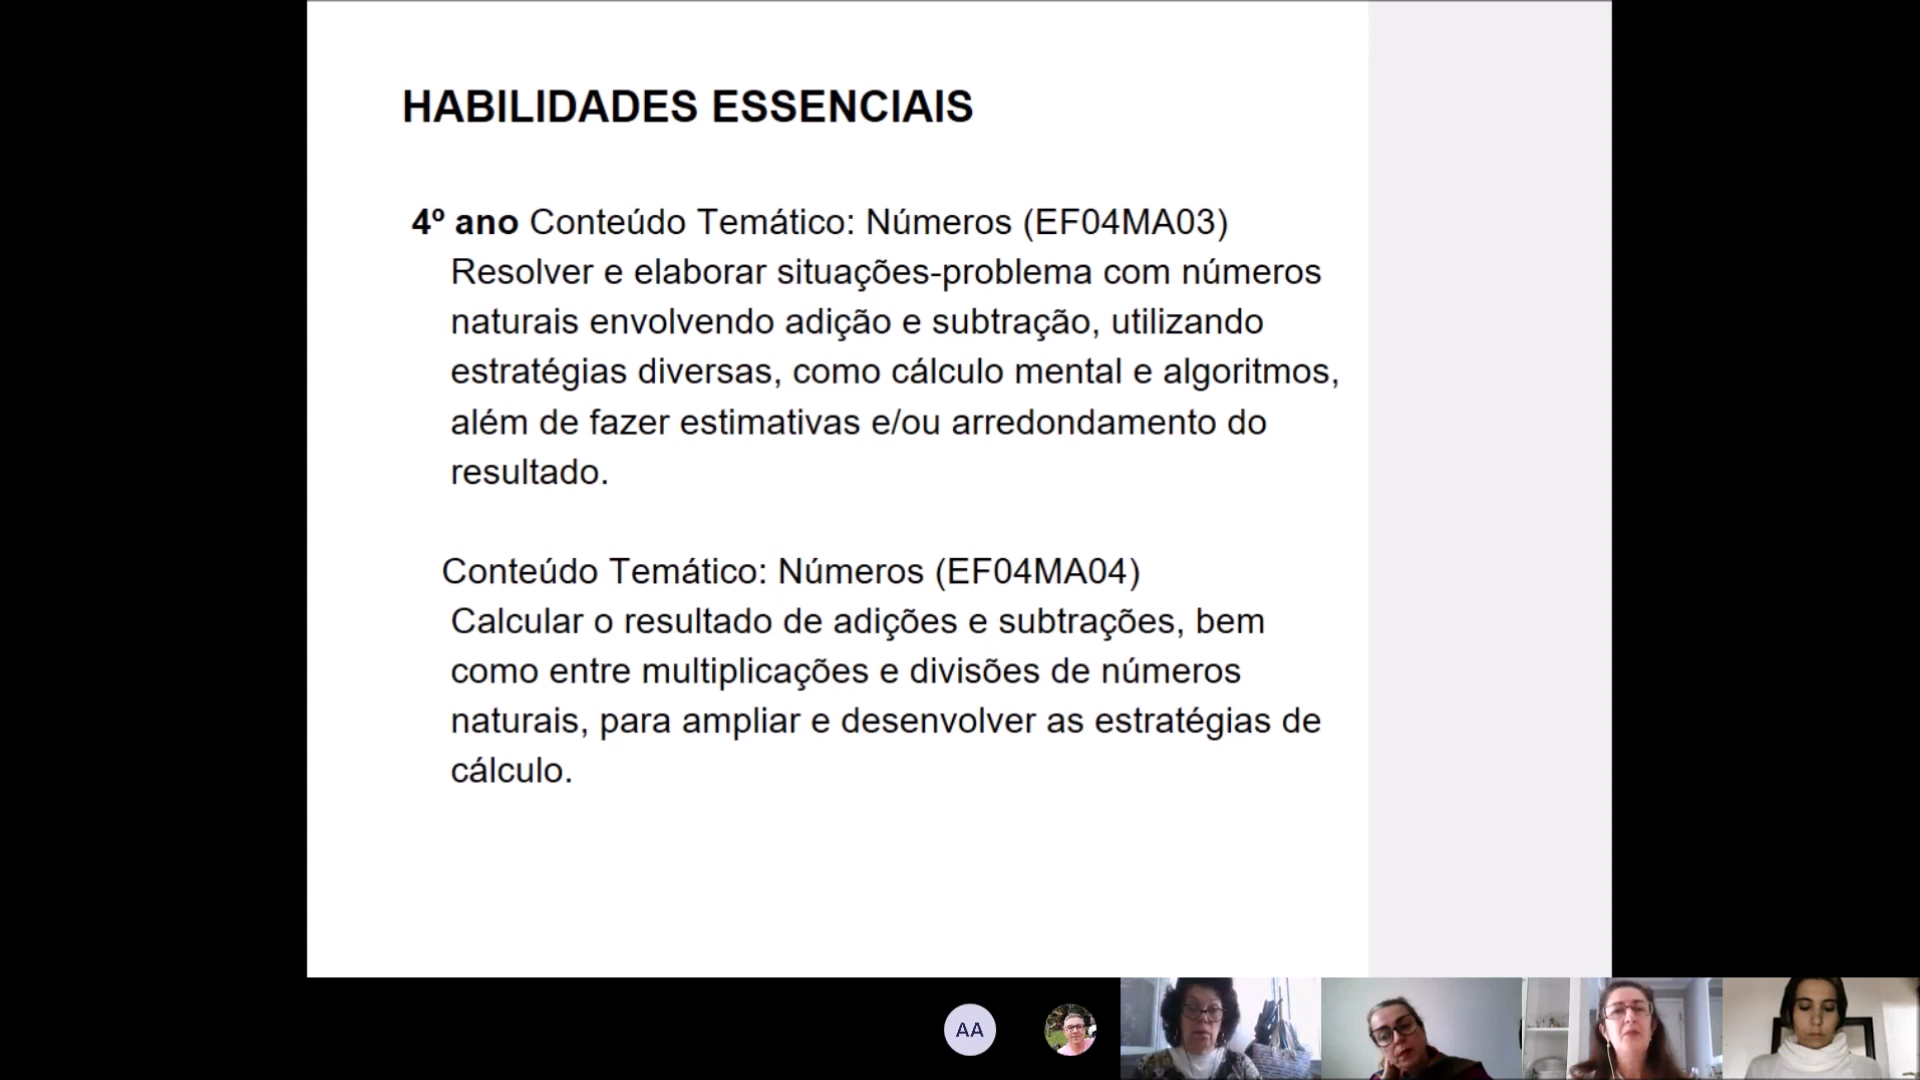 HABILIDADES ESSENCIAIS
4º ano Conteúdo Temático: Números (EF04MA03)
Resolver e elaborar situações-problema com números
naturais envolvendo adição e subtração, utilizando
estratégias diversas, como cálculo mental e algoritmos,
além de fazer estimativas e/ou arredondamento do
resultado.
Conteúdo Temático: Números (EF04MA04)
Calcular o resultado de adições e subtrações, bem
como entre multiplicações e divisões de números
naturais, para ampliar e desenvolver as estratégias de
cálculo.
AA